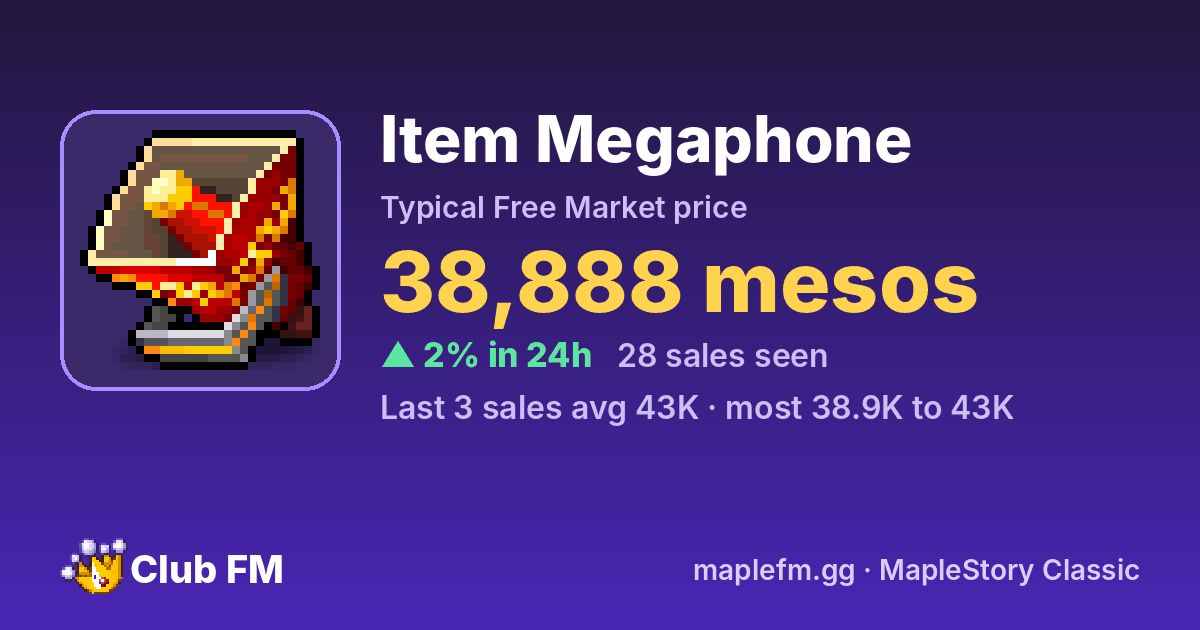 Item Megaphone
Typical Free Market price
38,888 mesos
▲ 2% in 24h 28 sales seen
Last 3 sales avg 43K · most 38.9K to 43K
Club FM
maplefm.gg · MapleStory Classic